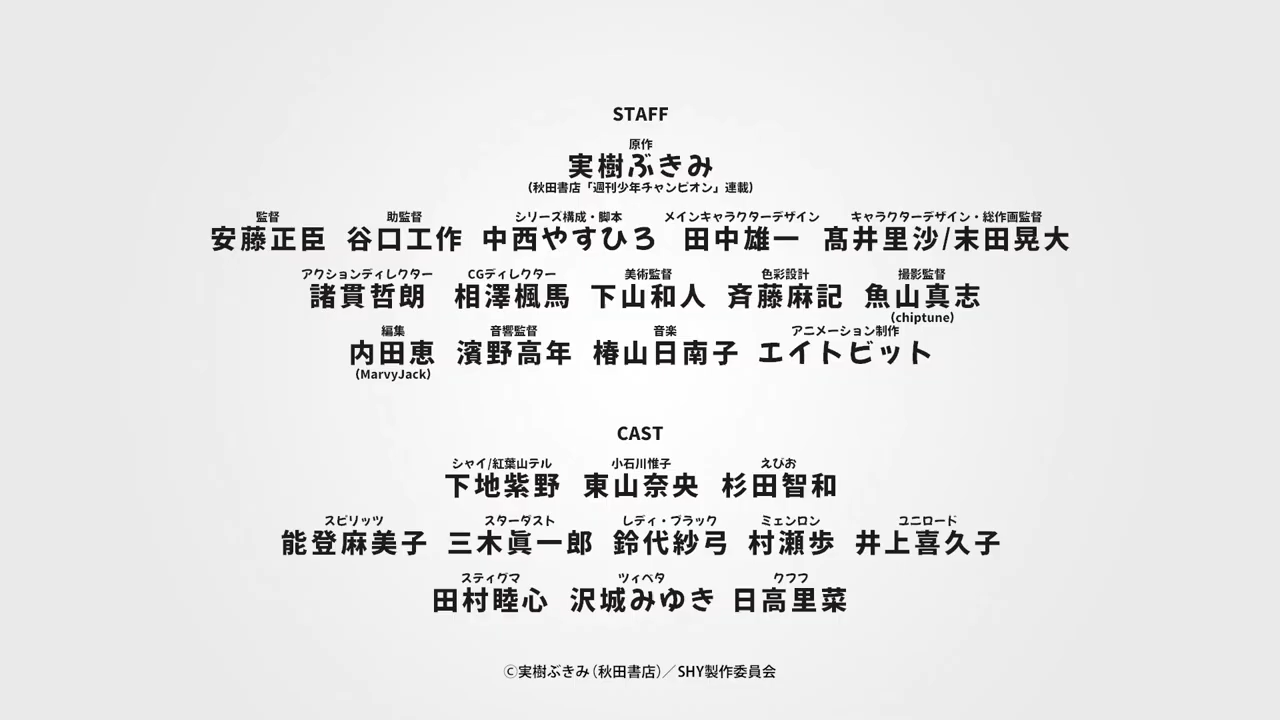 STAFF
原作
実樹ぶきみ
(秋田書店「週刊少年チャンピオン」連載)
監督 助監督 シリーズ構成・脚本 メインキャラクターデザイン キャラクターデザイン・総作画監督
安藤正臣 谷口工作 中西やすひろ 田中雄一 髙井里沙/末田晃大
アクションディレクター CGディレクター 美術監督 色彩設計 撮影監督
諸貫哲朗 相澤楓馬 下山和人 斉藤麻記 魚山真志
(chiptune)
編集 音響監督 音楽 アニメーション制作
内田恵 濱野高年 椿山日南子 エイトビット
(MarvyJack)
CAST
シャイ/紅葉山テル 小石川惟子 えびお
下地紫野 東山奈央 杉田智和
スピリッツ スターダスト レディ・ブラック ミェンロン ユニロード
能登麻美子 三木眞一郎 鈴代紗弓 村瀬歩 井上喜久子
スティグマ ツィベタ クフフ
田村睦心 沢城みゆき 日高里菜
©実樹ぶきみ(秋田書店)/SHY製作委員会